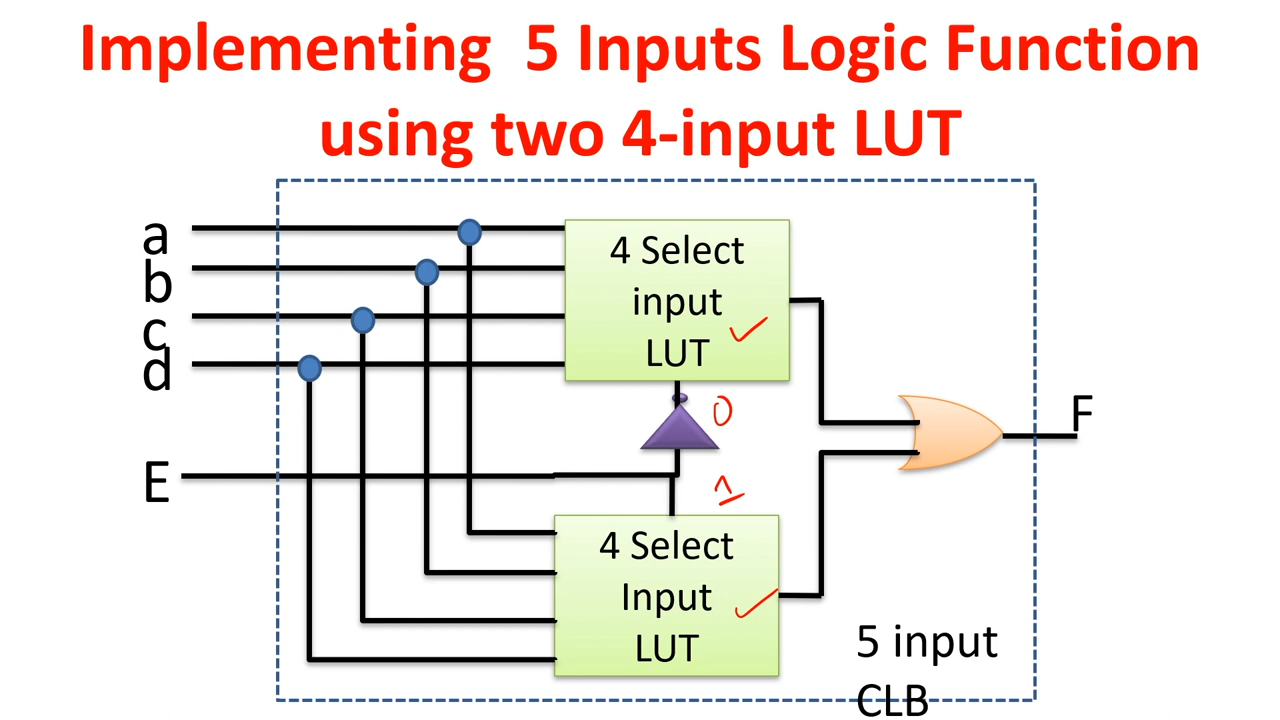 Implementing 5 Inputs Logic Function
using two 4-input LUT
a
b
c
d
E
4 Select
input
LUT
0
1
4 Select
Input
LUT
F
5 input
CLB